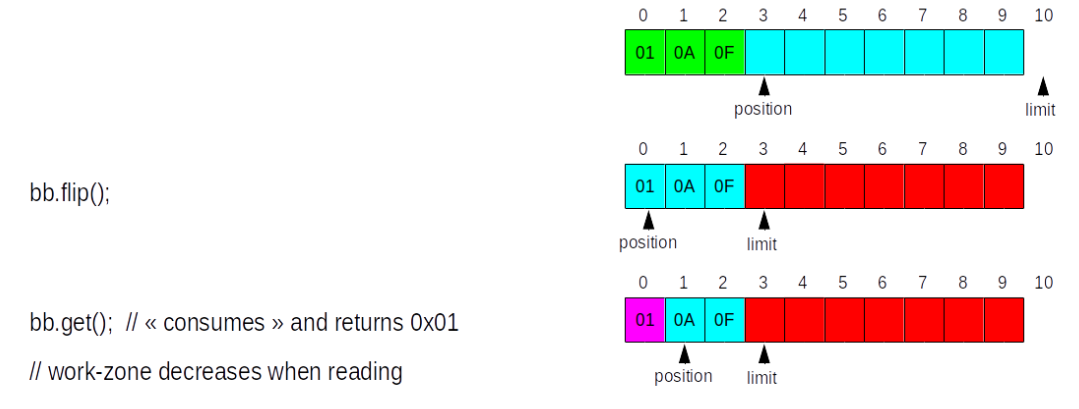 0 1 2 3 4 5 6 7 8 9 10
01 0A 0F
position limit
0 1 2 3 4 5 6 7 8 9 10
bb.flip(); 01 0A 0F
position limit
0 1 2 3 4 5 6 7 8 9 10
bb.get(); // « consumes » and returns 0x01 01 0A 0F
// work-zone decreases when reading position limit